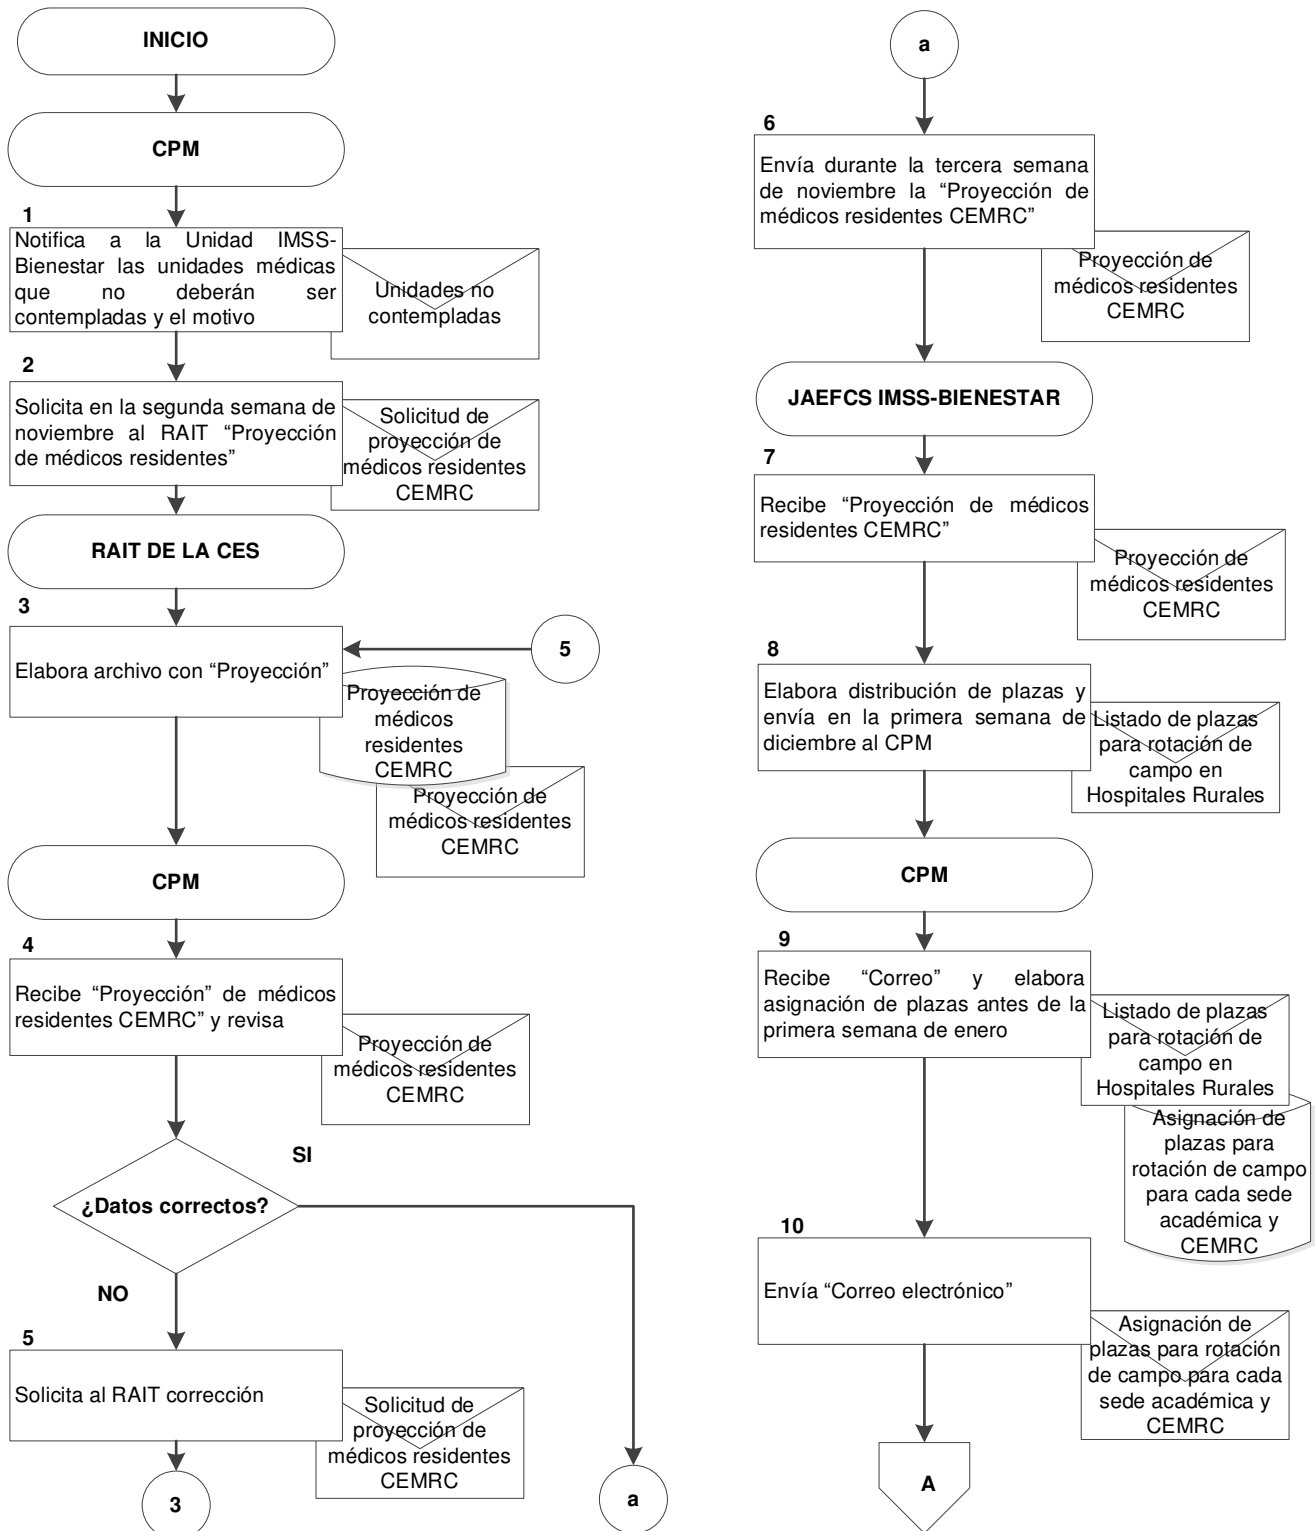 INICIO
CPM
1
Notifica a la Unidad IMSS-
Bienestar las unidades médicas
que no deberán ser
contempladas y el motivo
Unidades no
contempladas
2
Solicita en la segunda semana de
noviembre al RAIT “Proyección
de médicos residentes”
Solicitud de
proyección de
médicos residentes
CEMRC
RAIT DE LA CES
3
Elabora archivo con “Proyección”
5
Proyección de
médicos
residentes
CEMRC
Proyección de
médicos residentes
CEMRC
CPM
4
Recibe “Proyección” de médicos
residentes CEMRC” y revisa
Proyección de
médicos residentes
CEMRC
¿Datos correctos?
SI
NO
5
Solicita al RAIT corrección
Solicitud de
proyección de
médicos residentes
CEMRC
3
a
a
6
Envía durante la tercera semana
de noviembre la “Proyección de
médicos residentes CEMRC”
Proyección de
médicos residentes
CEMRC
JAEFCS IMSS-BIENESTAR
7
Recibe “Proyección de médicos
residentes CEMRC”
Proyección de
médicos residentes
CEMRC
8
Elabora distribución de plazas y
envía en la primera semana de
diciembre al CPM
Listado de plazas
para rotación de
campo en
Hospitales Rurales
CPM
9
Recibe “Correo” y elabora
asignación de plazas antes de la
primera semana de enero
Listado de plazas
para rotación de
campo en
Hospitales Rurales
Asignación de
plazas para
rotación de campo
para cada sede
académica y
CEMRC
10
Envía “Correo electrónico”
Asignación de
plazas para rotación
de campo para cada
sede académica y
CEMRC
A